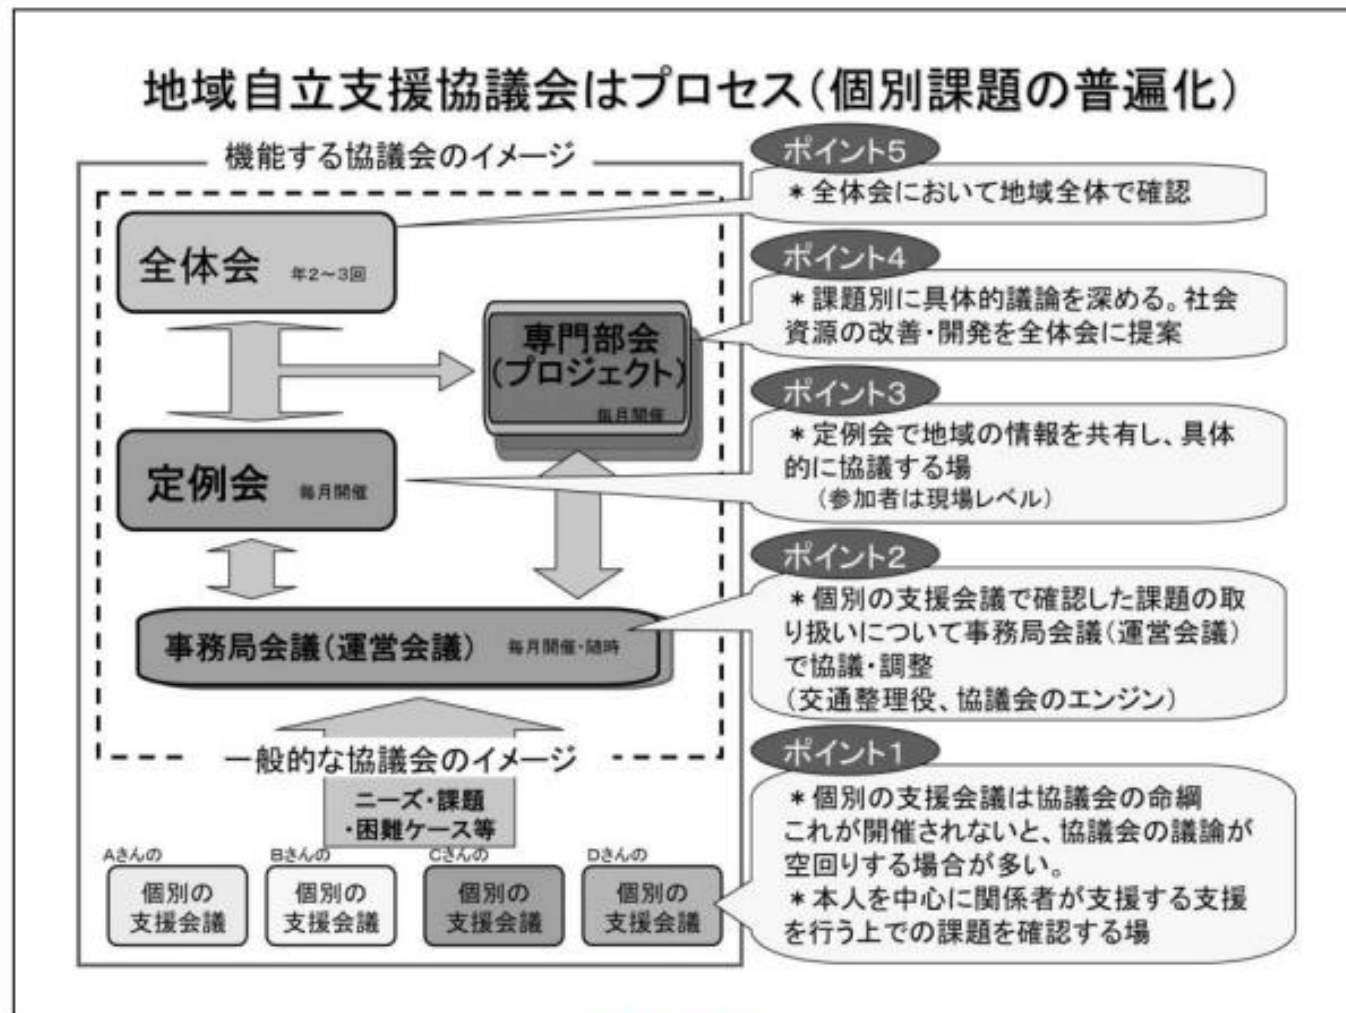 地域自立支援協議会はプロセス(個別課題の普遍化)
機能する協議会のイメージ
全体会 年2～3回
専門部会
(プロジェクト)
毎月開催
定例会 毎月開催
事務局会議(運営会議) 毎月開催・随時
一般的な協議会のイメージ
ニーズ・課題
・困難ケース等
Aさんの
個別の
支援会議
Bさんの
個別の
支援会議
Cさんの
個別の
支援会議
Dさんの
個別の
支援会議
ポイント5
＊全体会において地域全体で確認
ポイント4
＊課題別に具体的議論を深める。社会
資源の改善・開発を全体会に提案
ポイント3
＊定例会で地域の情報を共有し、具体
的に協議する場
(参加者は現場レベル)
ポイント2
＊個別の支援会議で確認した課題の取
り扱いについて事務局会議(運営会議)
で協議・調整
(交通整理役、協議会のエンジン)
ポイント1
＊個別の支援会議は協議会の命綱
これが開催されないと、協議会の議論が
空回りする場合が多い。
＊本人を中心に関係者が支援する支援
を行う上での課題を確認する場